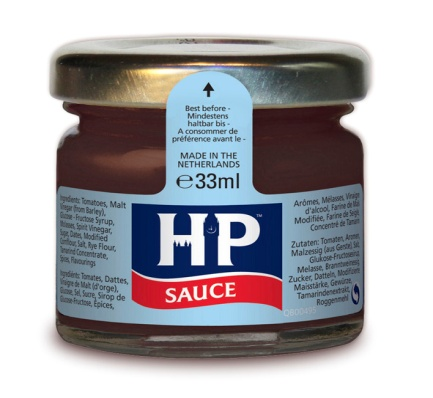 Best before -
Mindestens
haltbar bis -
A consommer de
préférence avant le -
MADE IN THE
NETHERLANDS
℮33ml
HP™
SAUCE
Ingredients: Tomatoes, Malt
Vinegar (from Barley),
Glucose - Fructose Syrup,
Molasses, Spirit Vinegar,
Sugar, Dates, Modified
Cornflour, Salt, Rye Flour,
Tamarind Concentrate,
Spices, Flavourings
Ingrédients: Tomates, Dattes,
Vinaigre de Malt (d'orge),
Glucose, Sel, Sucre, Sirop de
Glucose-Fructose, Épices,
Arômes, Mélasses, Vinaigre
d'alcool, Farine de Maïs
Modifiée, Farine de Seigle,
Concentré de Tamarin
Zutaten: Tomaten, Aromen,
Malzessig (aus Gerste), Salz,
Glukose-Fruktosesirup,
Melasse, Branntweinessig,
Zucker, Datteln, Modifizierte
Maisstärke, Gewürze,
Tamarindenextrakt,
Roggenmehl